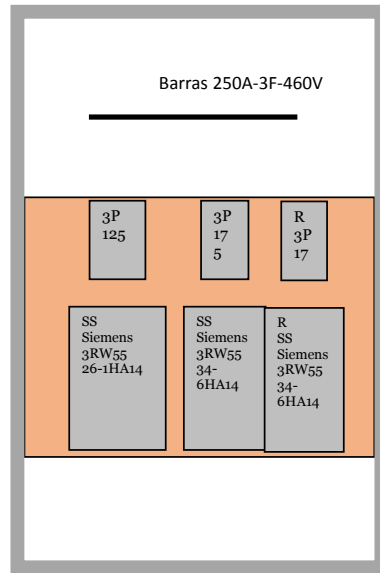 Barras 250A-3F-460V
3P
125
3P
17
5
R
3P
17
SS
Siemens
3RW55
26-1HA14
SS
Siemens
3RW55
34-
6HA14
R
SS
Siemens
3RW55
34-
6HA14